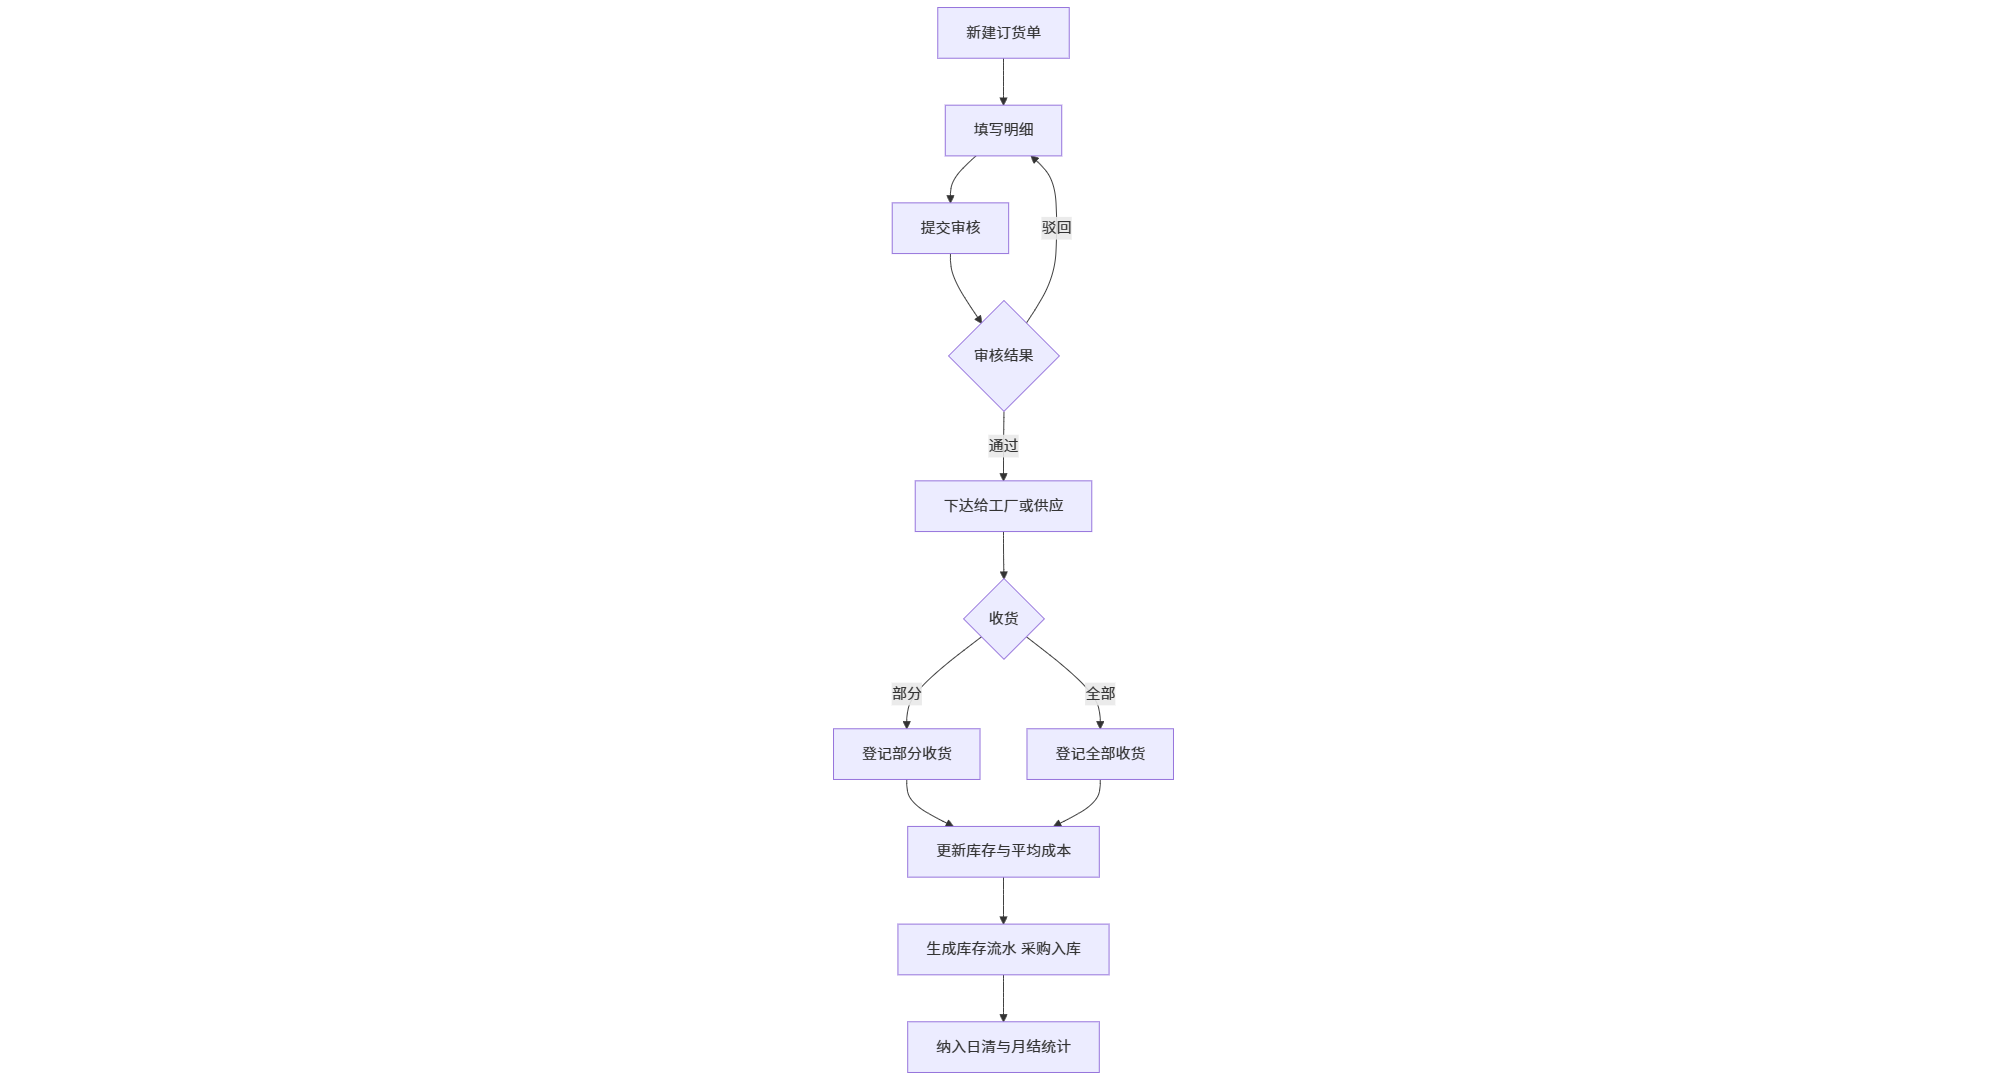 新建订货单
填写明细
提交审核
驳回
审核结果
通过
下达给工厂或供应
收货
部分
全部
登记部分收货
登记全部收货
更新库存与平均成本
生成库存流水 采购入库
纳入日清与月结统计